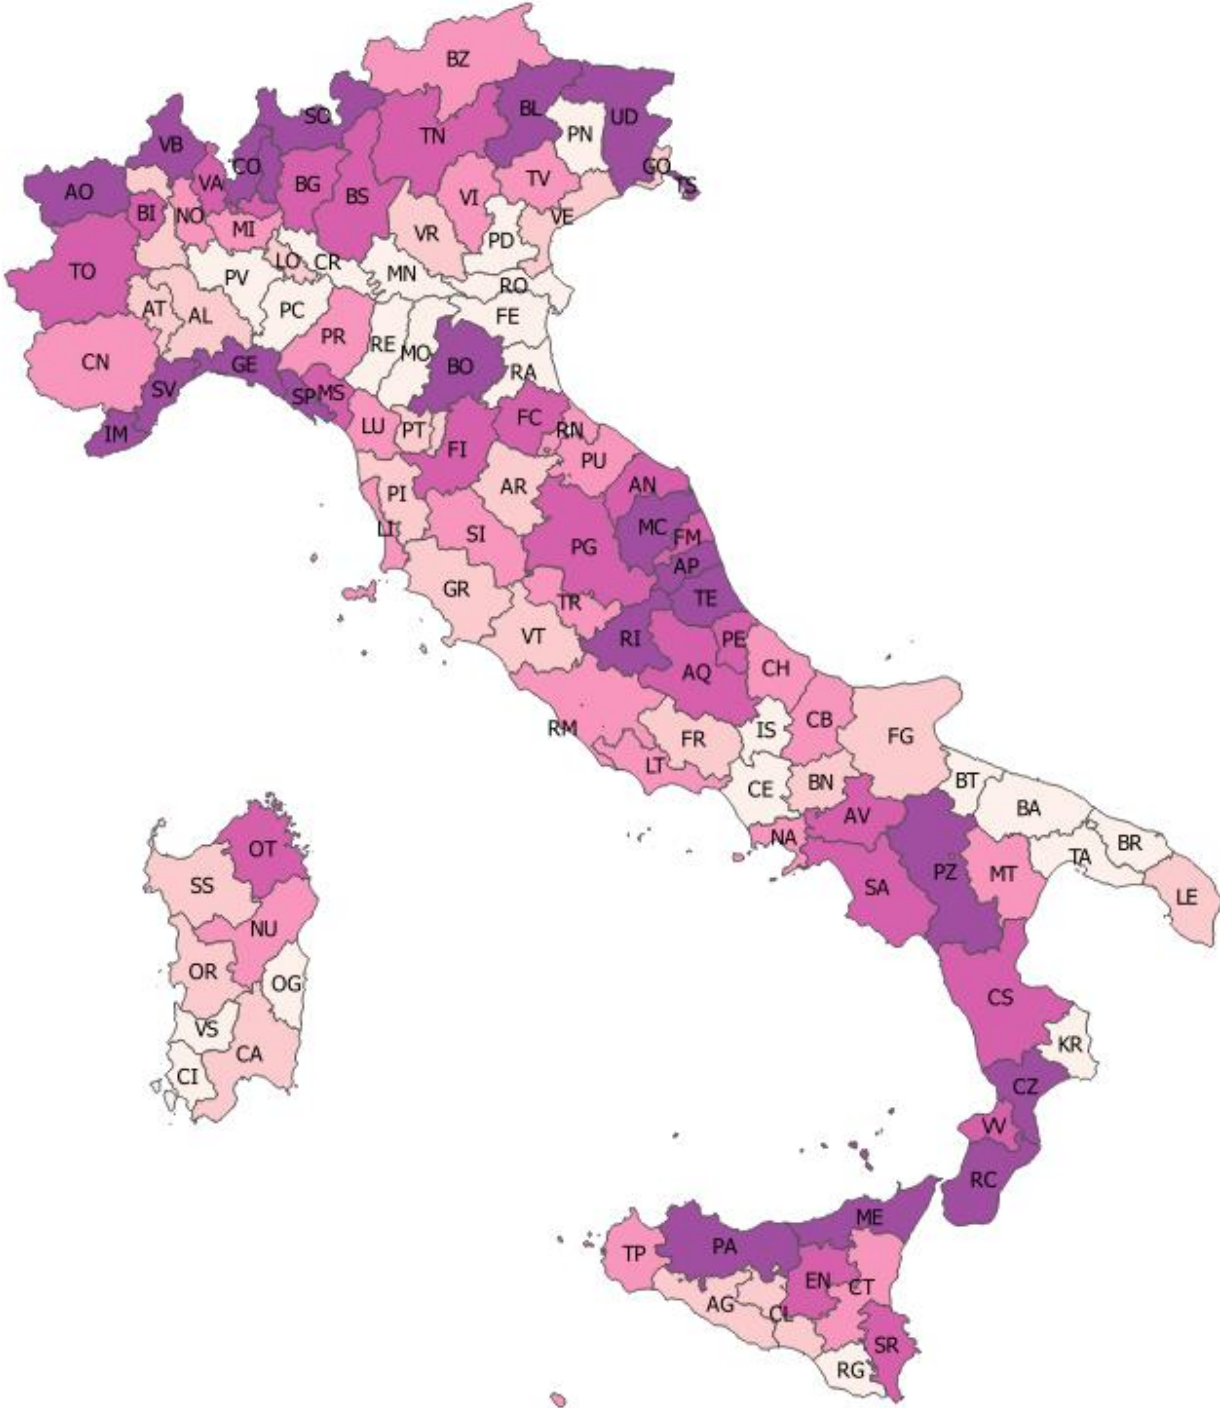 BZ
SO
BL
UD
TN
PN
VB
CO
GO
AO
VA
BG
BS
TV
TS
BI
NO
MI
VI
VE
VR
PD
TO
LO
CR
MN
PV
RO
AT
AL
PC
FE
CN
PR
RE
MO
BO
RA
GE
SV
SP
MS
IM
LU
PT
FI
FC
RN
PU
PI
AR
AN
LI
SI
PG
MC
FM
AP
GR
TR
TE
VT
RI
PE
AQ
CH
RM
FR
IS
CB
FG
LT
CE
BN
BT
NA
AV
BA
TA
BR
OT
SS
SA
PZ
MT
LE
NU
OR
OG
CS
VS
CA
KR
CI
CZ
VV
RC
ME
TP
PA
EN
CT
AG
CL
SR
RG